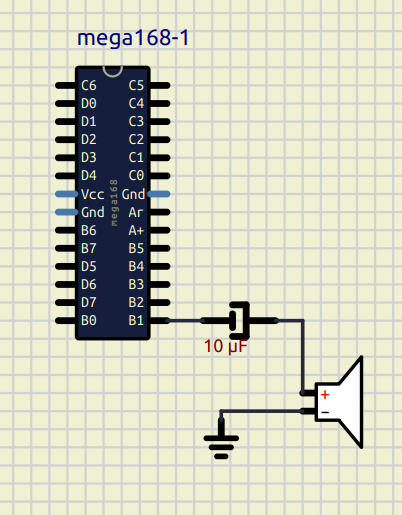 mega168-1
C6 C5
D0 C4
D1 C3
D2 C2
D3 C1
D4 C0
Vcc Gnd
Gnd Ar
B6 A+
B7 B5
D5 B4
D6 B3
D7 B2
B0 B1
mega168
10 µF
+
−